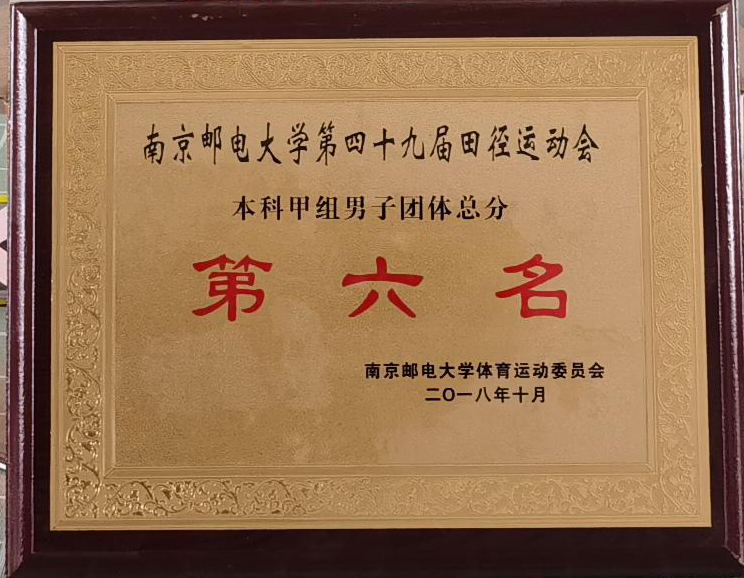 南京邮电大学第四十九届田径运动会
本科甲组男子团体总分
第六名
南京邮电大学体育运动委员会
二〇一八年十月